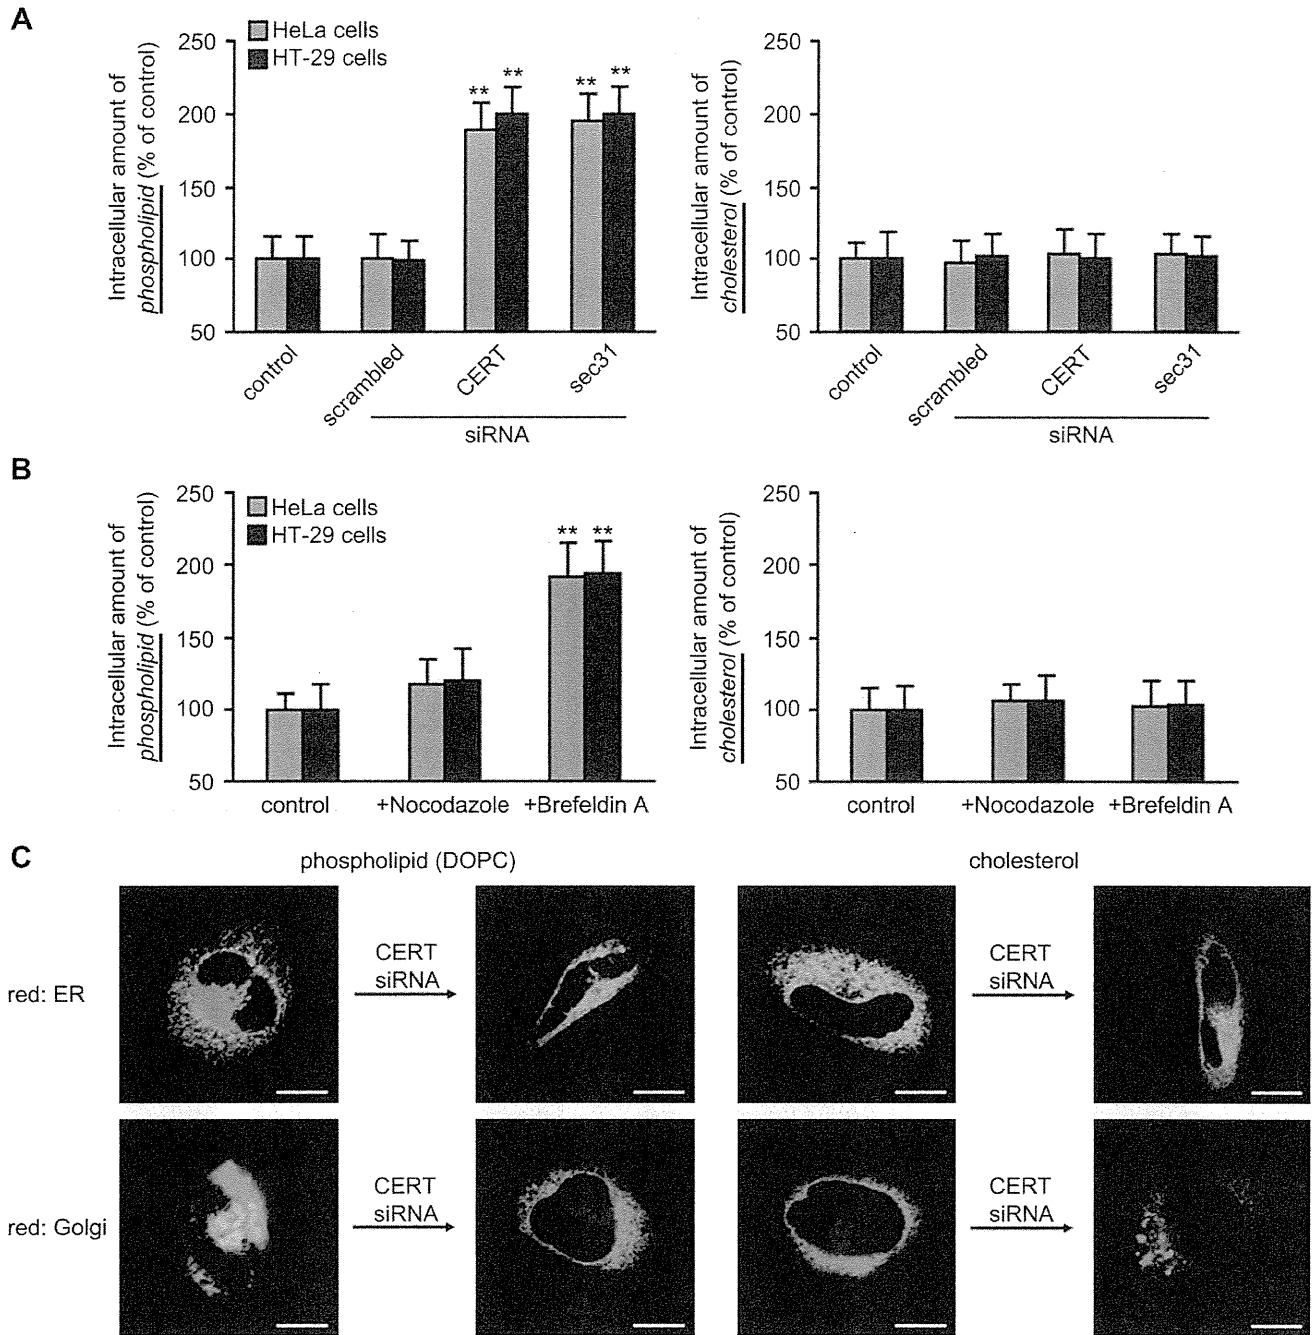 A
HeLa cells
HT-29 cells
Intracellular amount of
phospholipid (% of control)
250
200
150
100
50
** ** ** **
control
scrambled
CERT
sec31
siRNA
Intracellular amount of
cholesterol (% of control)
250
200
150
100
50
control
scrambled
CERT
sec31
siRNA
B
HeLa cells
HT-29 cells
Intracellular amount of
phospholipid (% of control)
250
200
150
100
50
** **
control +Nocodazole +Brefeldin A
Intracellular amount of
cholesterol (% of control)
250
200
150
100
50
control +Nocodazole +Brefeldin A
C
phospholipid (DOPC)
cholesterol
red: ER
CERT
siRNA
CERT
siRNA
red: Golgi
CERT
siRNA
CERT
siRNA